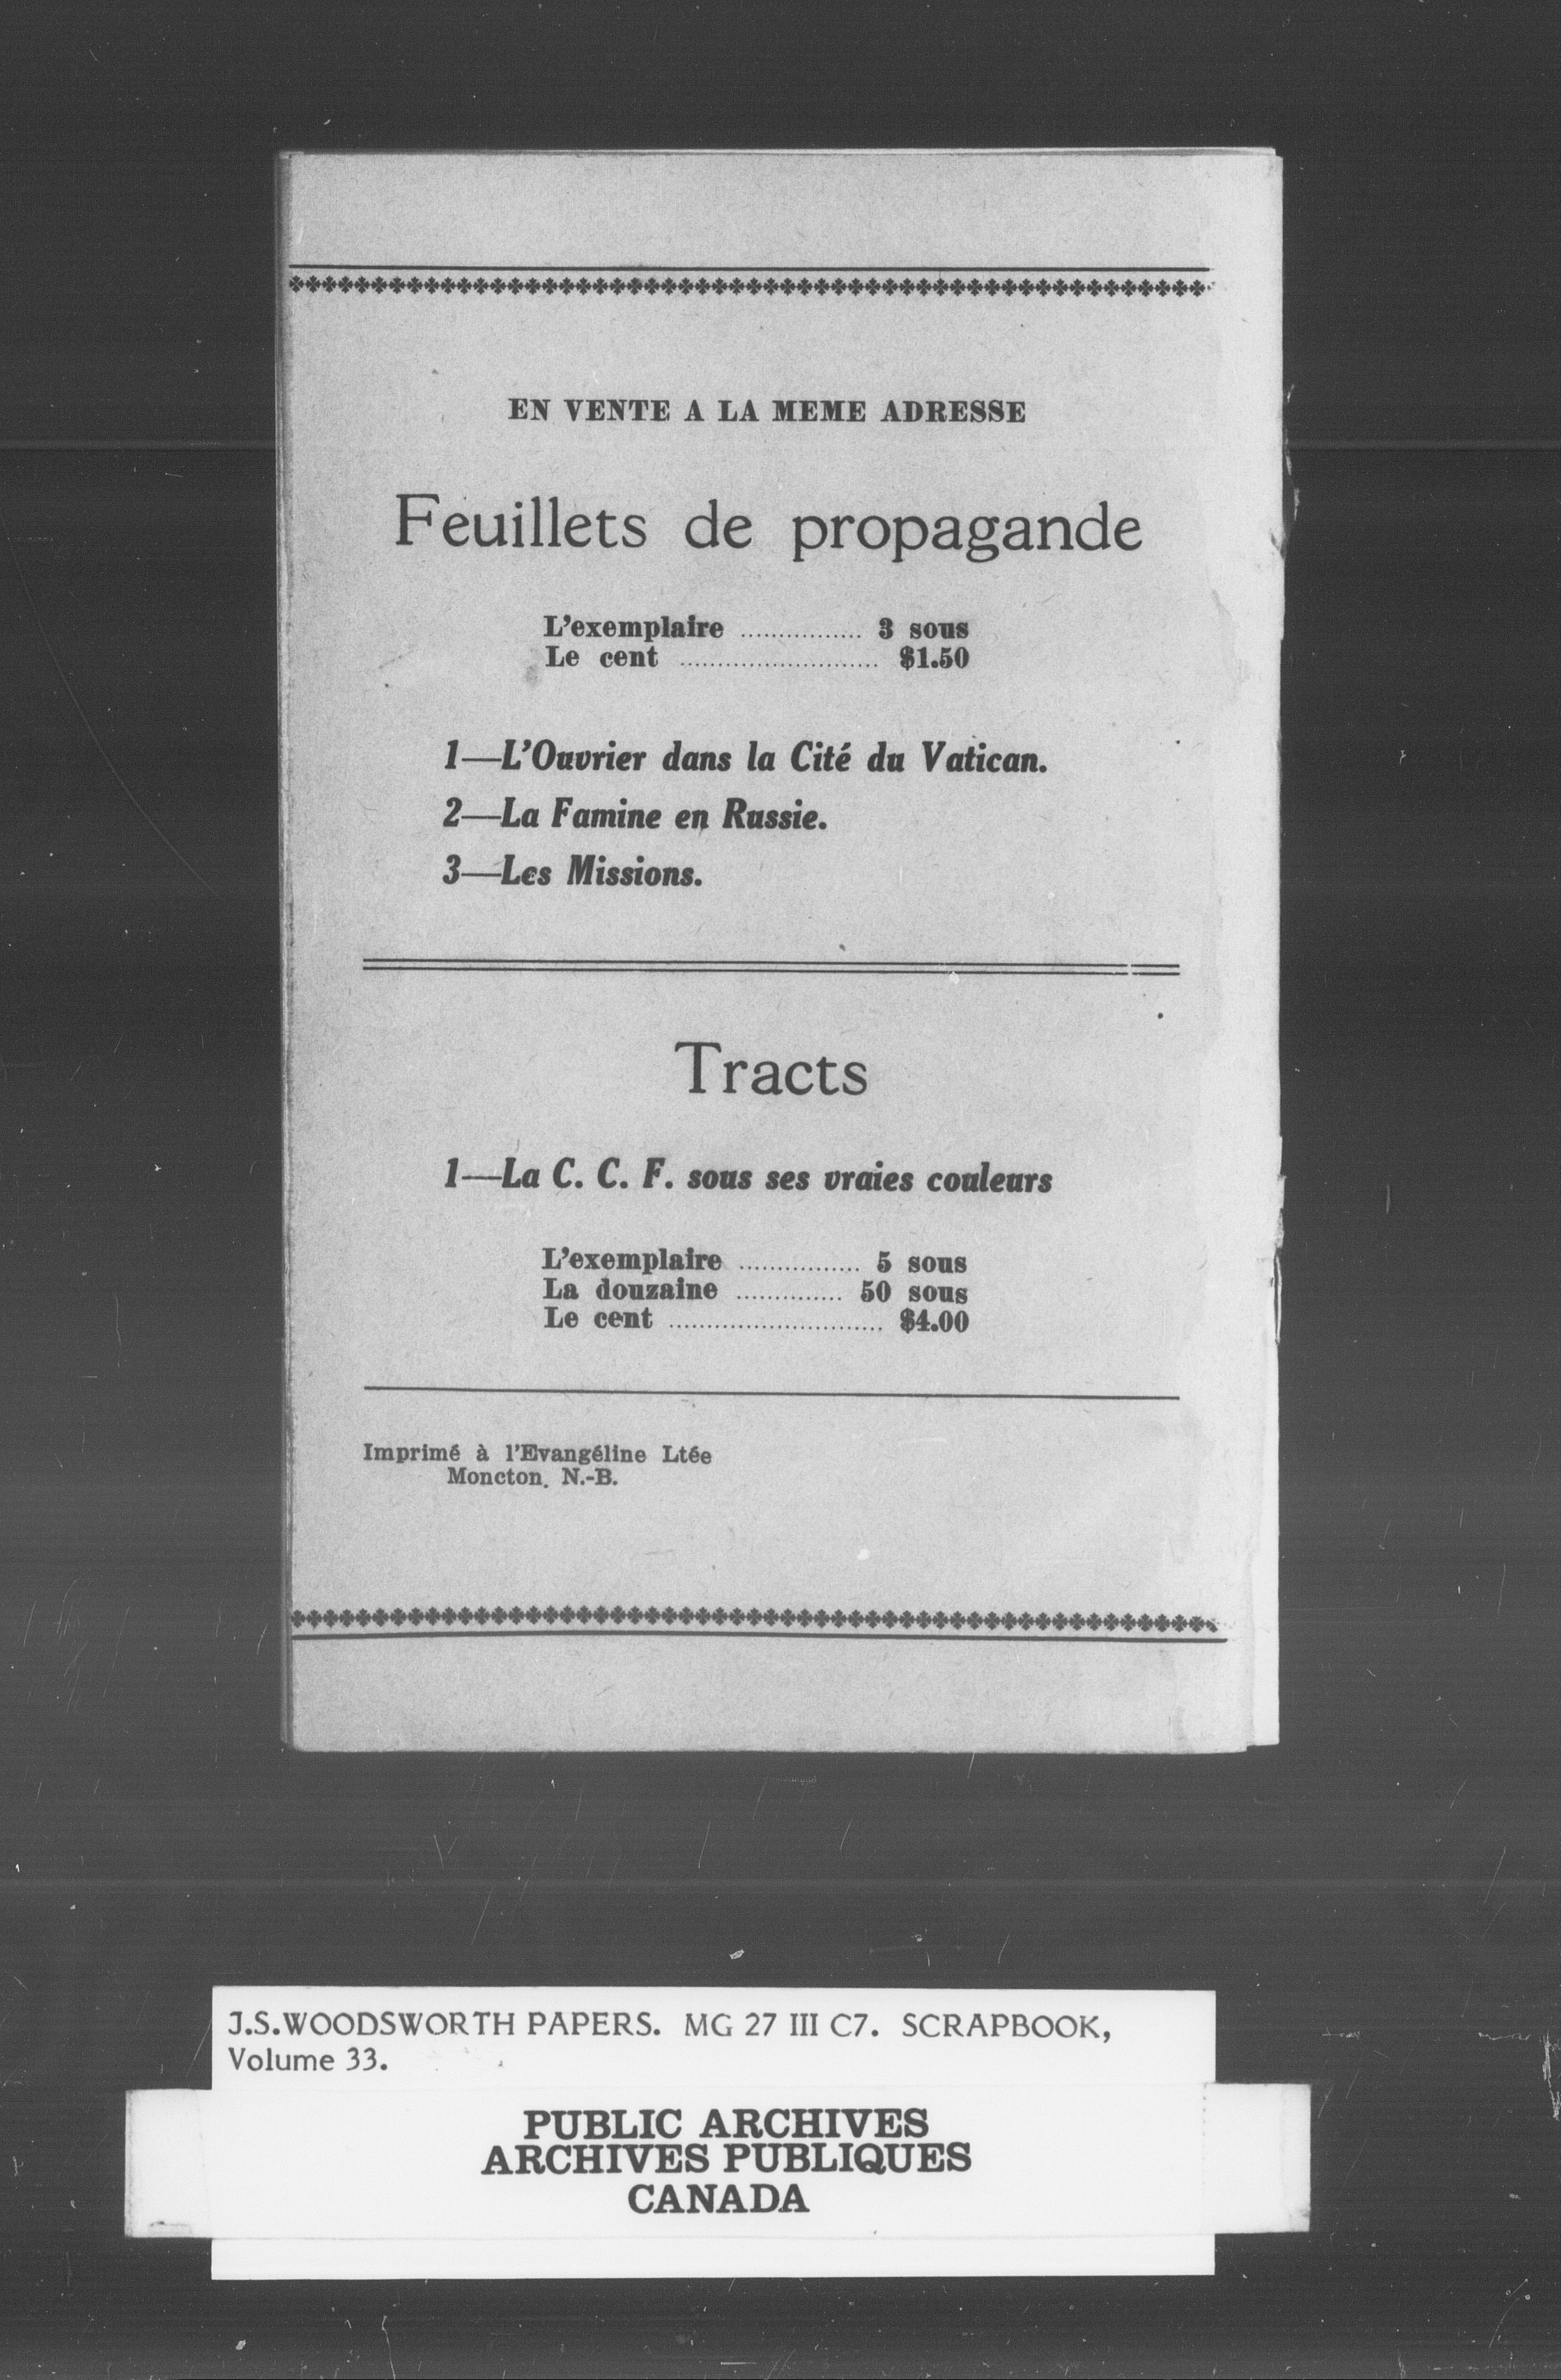 EN VENTE A LA MEME ADRESSE
Feuillets de propagande
L'exemplaire ................ 3 sous
Le cent .......................... $1.50
1—L'Ouvrier dans la Cité du Vatican.
2—La Famine en Russie.
3—Les Missions.
Tracts
1—La C. C. F. sous ses vraies couleurs
L'exemplaire ................ 5 sous
La douzaine .............. 50 sous
Le cent ............................ $4.00
Imprimé à l'Evangéline Ltée
Moncton, N.-B.
J.S.WOODSWORTH PAPERS. MG 27 III C7. SCRAPBOOK,
Volume 33.
PUBLIC ARCHIVES
ARCHIVES PUBLIQUES
CANADA